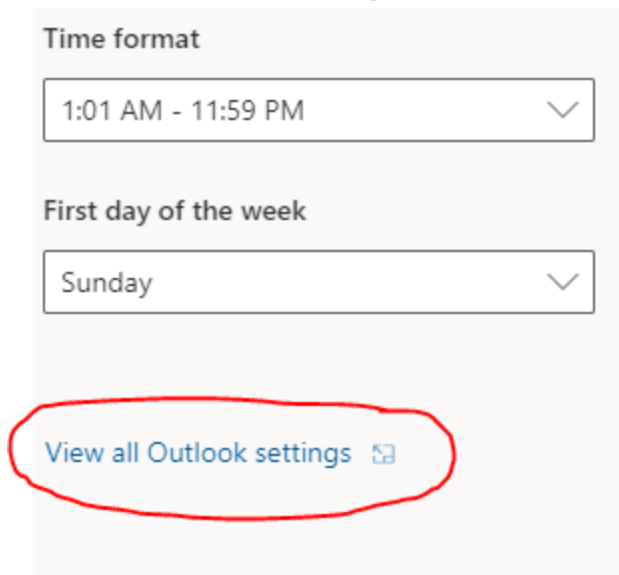 Time format
1:01 AM - 11:59 PM
First day of the week
Sunday
View all Outlook settings